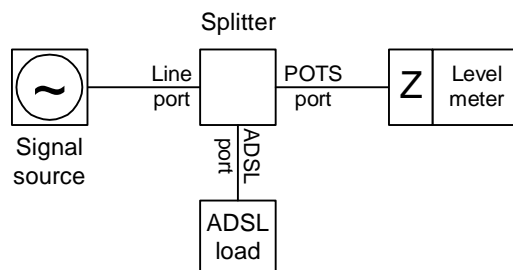 Splitter
~
Line
port
POTS
port
Z
Level
meter
Signal
source
ADSL
port
ADSL
load